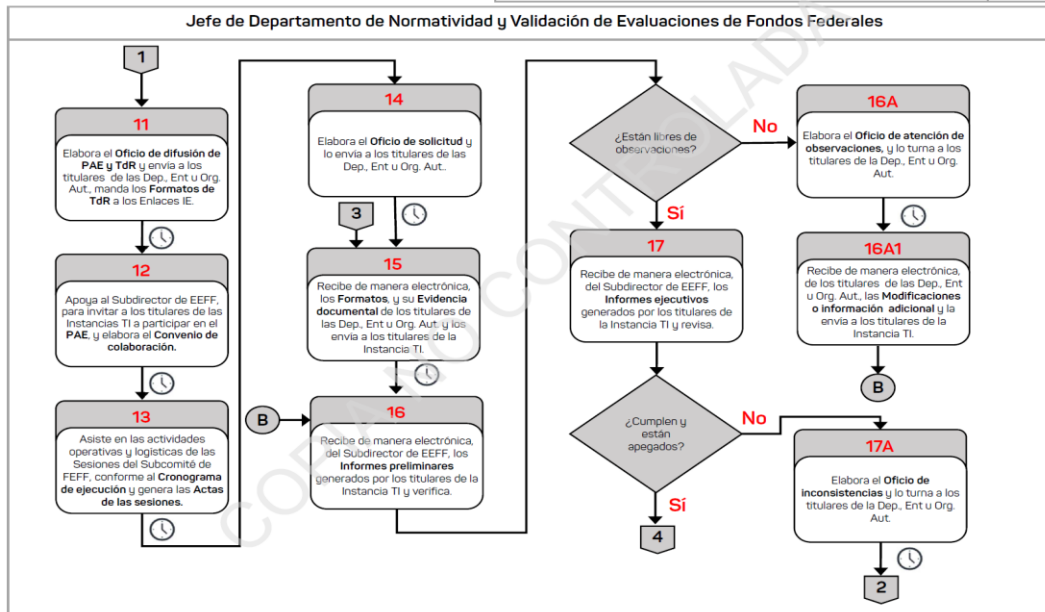 Jefe de Departamento de Normatividad y Validación de Evaluaciones de Fondos Federales
1
11
Elabora el Oficio de difusión de
PAE y TdR y envía a los
titulares de las Dep., Ent u Org.
Aut., manda los Formatos de
TdR a los Enlaces IE.
12
Apoya al Subdirector de EEFF,
para invitar a los titulares de las
Instancias TI a participar en el
PAE, y elabora el Convenio de
colaboración.
13
Asiste en las actividades
operativas y logísticas de las
Sesiones del Subcomité de
FEFF, conforme al Cronograma
de ejecución y genera las Actas
de las sesiones.
14
Elabora el Oficio de solicitud y
lo envía a los titulares de las
Dep., Ent u Org. Aut..
3
15
Recibe de manera electrónica,
los Formatos, y su Evidencia
documental de los titulares de
las Dep., Ent u Org. Aut. y los
envía a los titulares de la
Instancia TI.
B
16
Recibe de manera electrónica,
del Subdirector de EEFF, los
Informes preliminares
generados por los titulares de la
Instancia TI y verifica.
¿Están libres de
observaciones?
No
Sí
17
Recibe de manera electrónica,
del Subdirector de EEFF, los
Informes ejecutivos
generados por los titulares de
la Instancia TI y revisa.
¿Cumplen y
están
apegados?
No
Sí
4
16A
Elabora el Oficio de atención de
observaciones, y lo turna a los
titulares de la Dep., Ent u Org.
Aut.
16A1
Recibe de manera electrónica,
de los titulares de las Dep., Ent
u Org. Aut., las Modificaciones
o información adicional y la
envía a los titulares de la
Instancia TI.
B
17A
Elabora el Oficio de
inconsistencias y lo turna a los
titulares de la Dep., Ent u Org.
Aut.
2
COPIA NO CONTROLADA